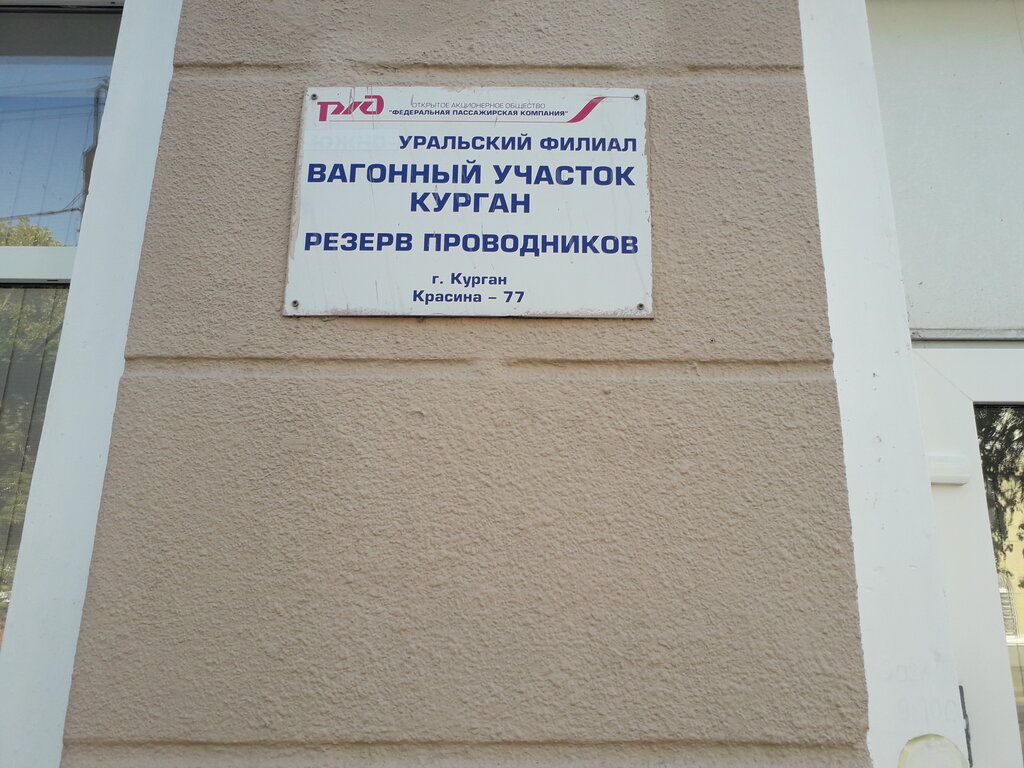 РЖД
ОТКРЫТОЕ АКЦИОНЕРНОЕ ОБЩЕСТВО
"ФЕДЕРАЛЬНАЯ ПАССАЖИРСКАЯ КОМПАНИЯ"
УРАЛЬСКИЙ ФИЛИАЛ
ВАГОННЫЙ УЧАСТОК
КУРГАН
РЕЗЕРВ ПРОВОДНИКОВ
г. Курган
Красина – 77